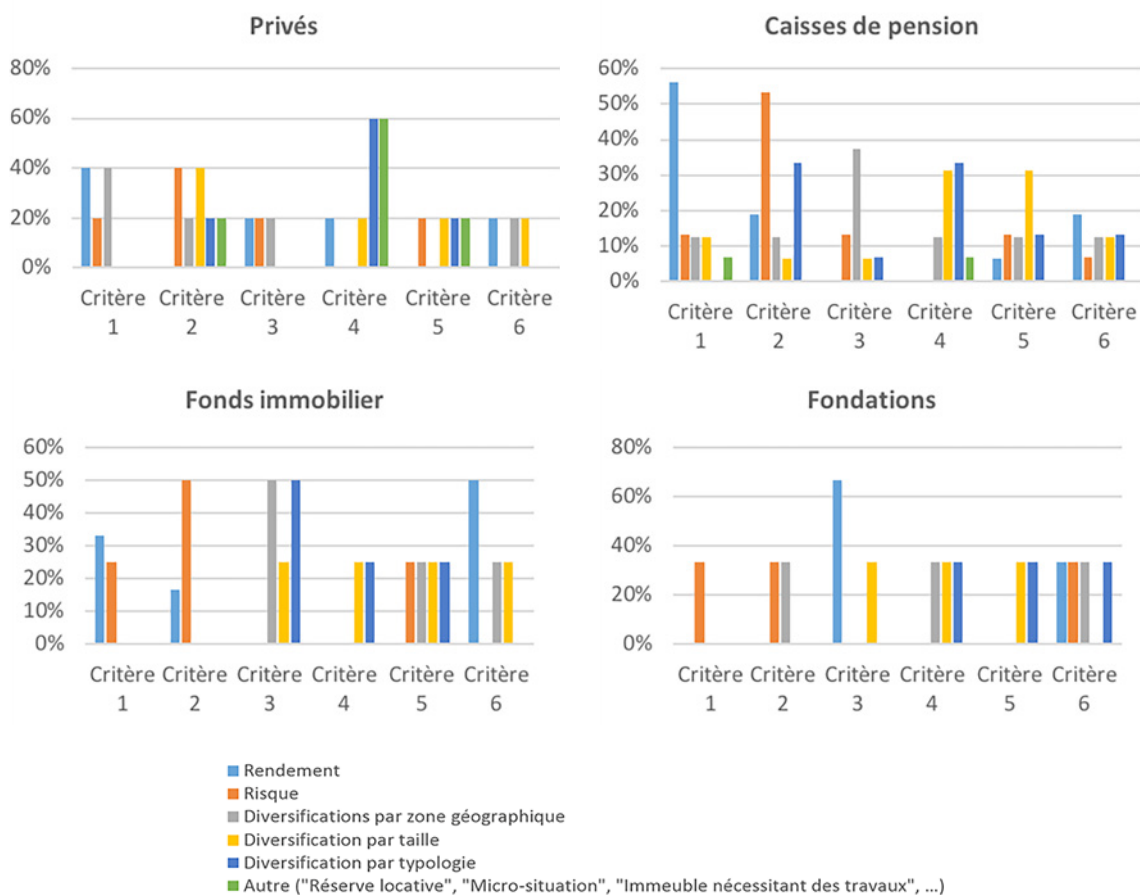 Privés
80%
60%
40%
20%
0%
Critère Critère Critère Critère Critère Critère
1 2 3 4 5 6
Caisses de pension
60%
50%
40%
30%
20%
10%
0%
Critère Critère Critère Critère Critère Critère
1 2 3 4 5 6
Fonds immobilier
60%
50%
40%
30%
20%
10%
0%
Critère Critère Critère Critère Critère Critère
1 2 3 4 5 6
Fondations
80%
60%
40%
20%
0%
Critère Critère Critère Critère Critère Critère
1 2 3 4 5 6
Rendement
Risque
Diversifications par zone géographique
Diversification par taille
Diversification par typologie
Autre ("Réserve locative", "Micro-situation", "Immeuble nécessitant des travaux", ...)